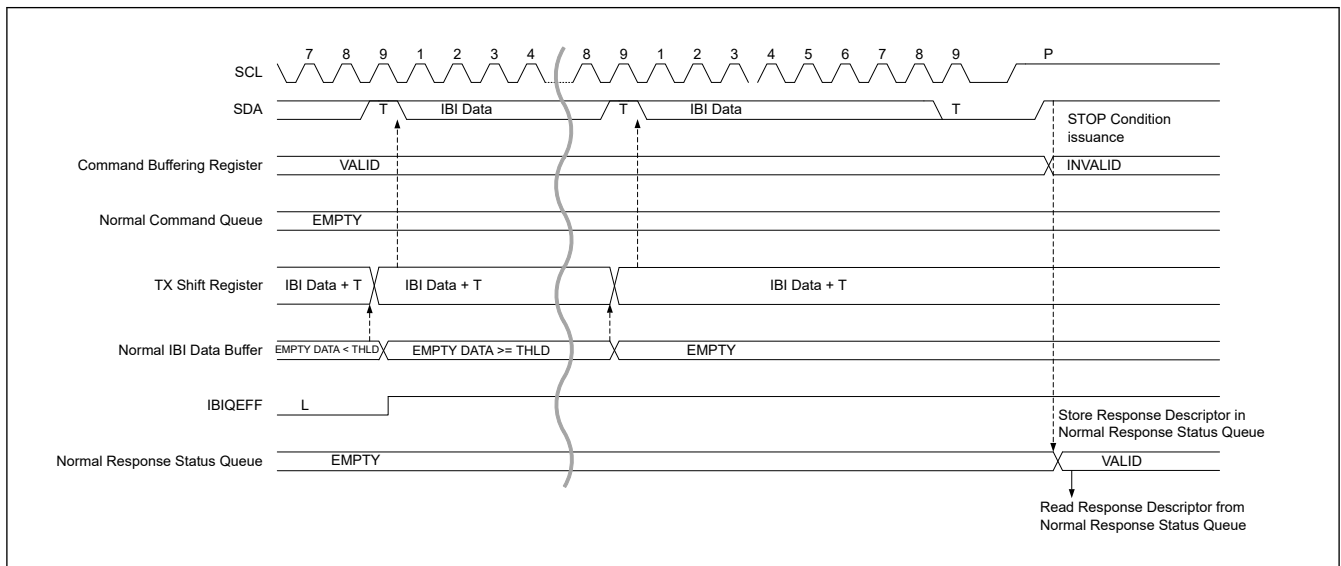 7 8 9 1 2 3 4 8 9 1 2 3 4 5 6 7 8 9 P
SCL
SDA T IBI Data T IBI Data T
STOP Condition
issuance
Command Buffering Register VALID INVALID
Normal Command Queue EMPTY
TX Shift Register IBI Data + T IBI Data + T IBI Data + T
Normal IBI Data Buffer EMPTY DATA < THLD EMPTY DATA >= THLD EMPTY
IBIQEFF L
Store Response Descriptor in
Normal Response Status Queue
Normal Response Status Queue EMPTY VALID
Read Response Descriptor from
Normal Response Status Queue